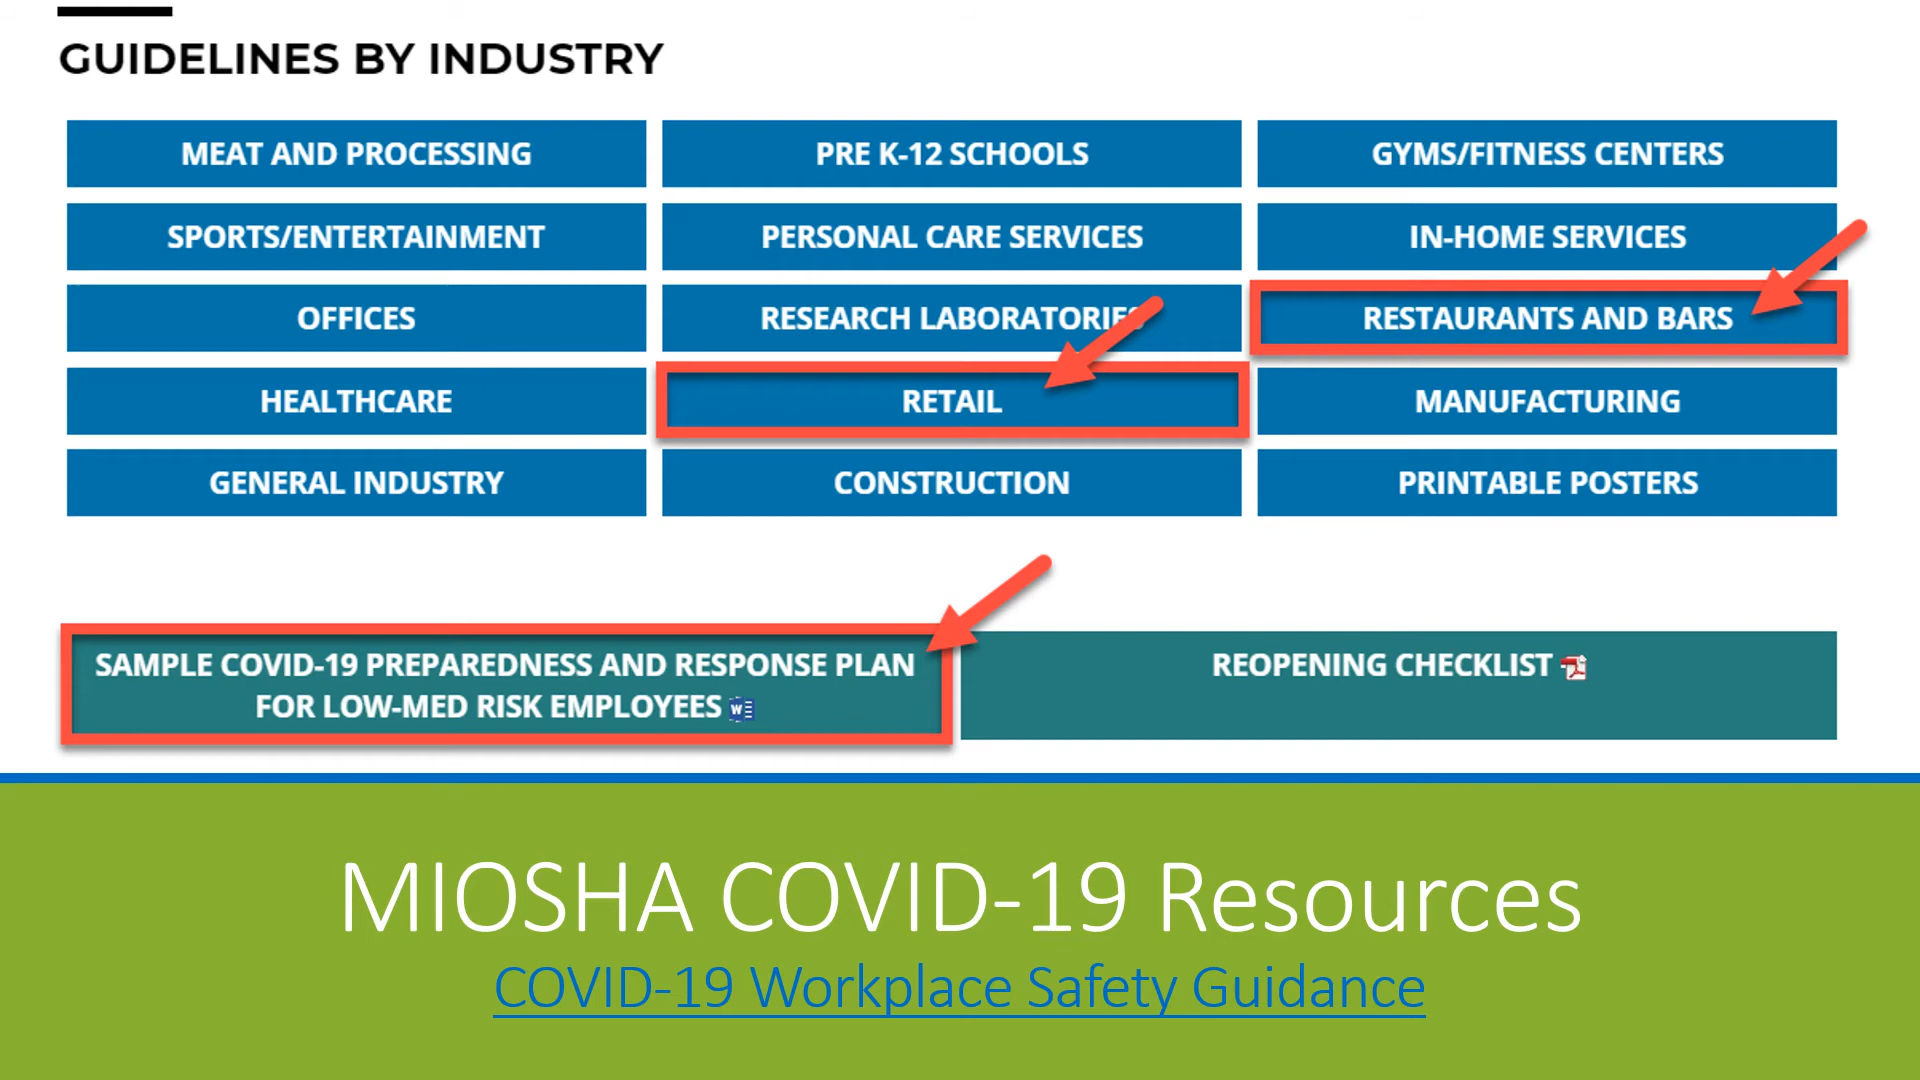 GUIDELINES BY INDUSTRY
MEAT AND PROCESSING
PRE K-12 SCHOOLS
GYMS/FITNESS CENTERS
SPORTS/ENTERTAINMENT
PERSONAL CARE SERVICES
IN-HOME SERVICES
OFFICES
RESEARCH LABORATORIES
RESTAURANTS AND BARS
HEALTHCARE
RETAIL
MANUFACTURING
GENERAL INDUSTRY
CONSTRUCTION
PRINTABLE POSTERS
SAMPLE COVID-19 PREPAREDNESS AND RESPONSE PLAN
FOR LOW-MED RISK EMPLOYEES
REOPENING CHECKLIST
MIOSHA COVID-19 Resources
COVID-19 Workplace Safety Guidance